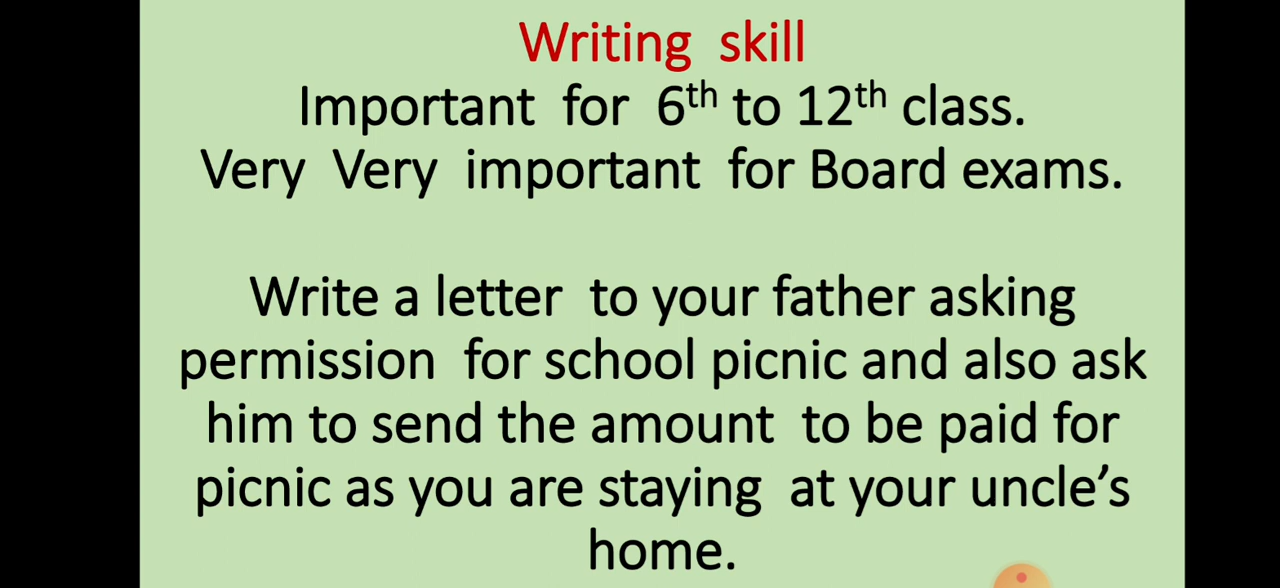 Writing skill
Important for 6th to 12th class.
Very Very important for Board exams.
Write a letter to your father asking
permission for school picnic and also ask
him to send the amount to be paid for
picnic as you are staying at your uncle’s
home.